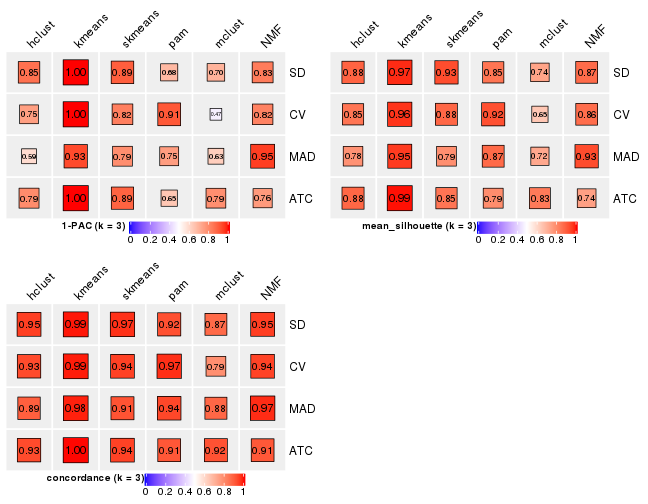 hclust kmeans skmeans pam mclust NMF
0.85 1.00 0.89 0.68 0.70 0.83 SD
0.75 1.00 0.82 0.91 0.47 0.82 CV
0.59 0.93 0.79 0.75 0.63 0.95 MAD
0.79 1.00 0.89 0.65 0.79 0.76 ATC
1-PAC (k = 3)
0 0.2 0.4 0.6 0.8 1
hclust kmeans skmeans pam mclust NMF
0.88 0.97 0.93 0.85 0.74 0.87 SD
0.85 0.96 0.88 0.92 0.65 0.86 CV
0.78 0.95 0.79 0.87 0.72 0.93 MAD
0.88 0.99 0.85 0.79 0.83 0.74 ATC
mean_silhouette (k = 3)
0 0.2 0.4 0.6 0.8 1
hclust kmeans skmeans pam mclust NMF
0.95 0.99 0.97 0.92 0.87 0.95 SD
0.93 0.99 0.94 0.97 0.79 0.94 CV
0.89 0.98 0.91 0.94 0.88 0.97 MAD
0.93 1.00 0.94 0.91 0.92 0.91 ATC
concordance (k = 3)
0 0.2 0.4 0.6 0.8 1